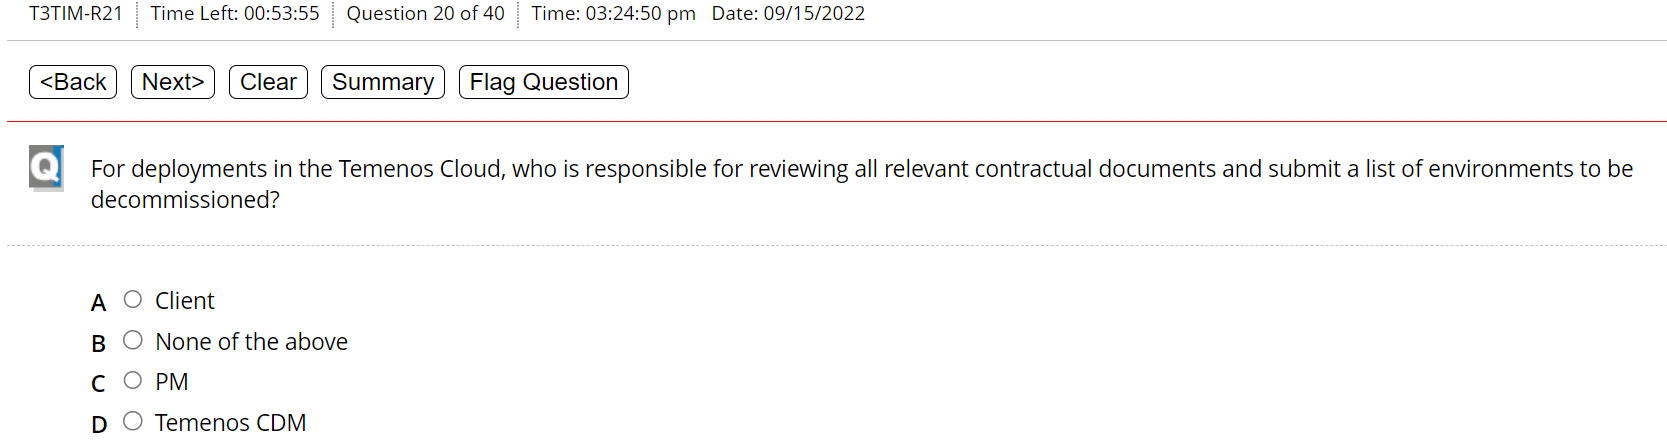 T3TIM-R21 Time Left: 00:53:55 Question 20 of 40 Time: 03:24:50 pm Date: 09/15/2022
<Back Next> Clear Summary Flag Question
Q For deployments in the Temenos Cloud, who is responsible for reviewing all relevant contractual documents and submit a list of environments to be
decommissioned?
A Client
B None of the above
C PM
D Temenos CDM